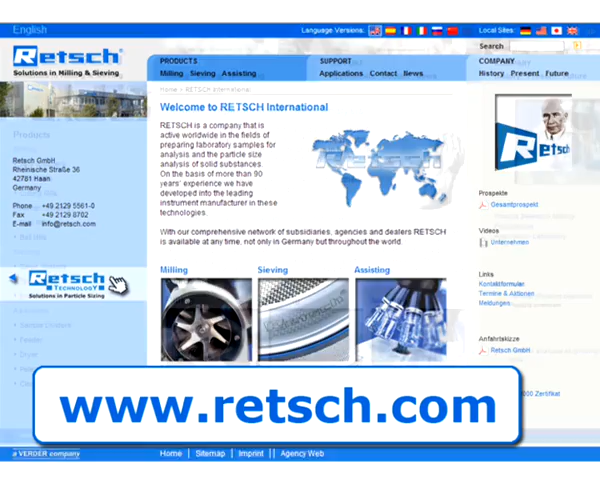 English
Language Versions:
Local Sites:
Search
Retsch®
Solutions in Milling & Sieving
PRODUCTS
Milling Sieving Assisting
SUPPORT
Applications Contact News
COMPANY
History Present Future
Home > RETSCH International
Products
Retsch GmbH
Rheinische Straße 36
42781 Haan
Germany
Phone +49 2129 5561-0
Fax +49 2129 8702
E-mail info@retsch.com
Retsch
TECHNOLOGY
Solutions in Particle Sizing
Welcome to RETSCH International
RETSCH is a company that is
active worldwide in the fields of
preparing laboratory samples for
analysis and the particle size
analysis of solid substances.
On the basis of more than 90
years' experience we have
developed into the leading
instrument manufacturer in these
technologies.
Retsch
With our comprehensive network of subsidiaries, agencies and dealers RETSCH
is available at any time, not only in Germany but throughout the world.
Milling
Sieving
Assisting
Retsch
Prospekte
Gesamtprospekt
Videos
Unternehmen
Links
Kontaktformular
Termine & Aktionen
Meldungen
Anfahrtskizze
Retsch GmbH
Zertifikat
www.retsch.com
a VERDER company
Home | Sitemap | Imprint || Agency Web